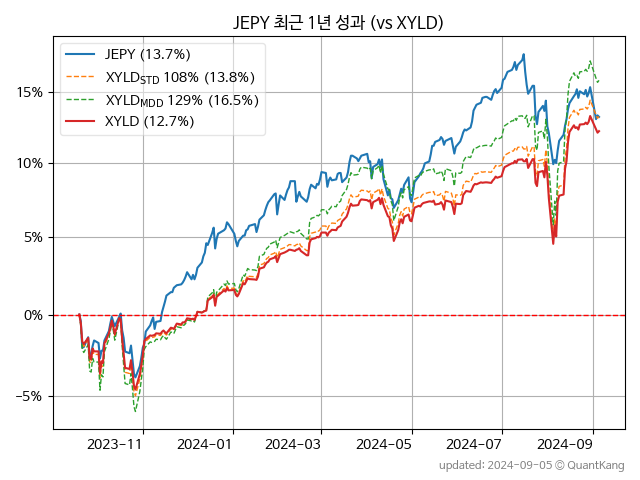 JEPY 최근 1년 성과 (vs XYLD)
JEPY (13.7%)
XYLDSTD 108% (13.8%)
XYLDMDD 129% (16.5%)
XYLD (12.7%)
15%
10%
5%
0%
−5%
2023−11 2024−01 2024−03 2024−05 2024−07 2024−09
updated: 2024−09−05 © QuantKang